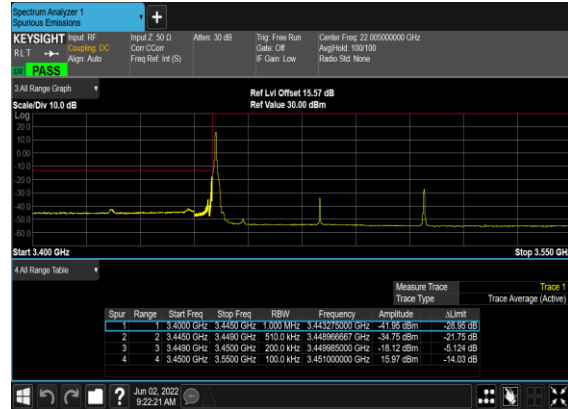 Spectrum Analyzer 1
Spurious Emissions
KEYSIGHT Input: RF Input Z: 50 Ω Atten: 30 dB Trig: Free Run Center Freq: 22.005000000 GHz
RLT Coupling: DC Corr CCorr Gate: Off Avg|Hold: 100/100
Align: Auto Freq Ref: Int (S) IF Gain: Low Radio Std: None
PASS
3 All Range Graph
Ref Lvl Offset 15.57 dB
Scale/Div 10.0 dB Ref Value 30.00 dBm
Log
20.0
10.0
0.00
-10.0
-20.0
-30.0
-40.0
-50.0
-60.0
Start 3.400 GHz Stop 3.550 GHz
4 All Range Table
Measure Trace Trace 1
Trace Type Trace Average (Active)
Spur Range Start Freq Stop Freq RBW Frequency Amplitude ΔLimit
1 1 3.4000 GHz 3.4450 GHz 1.000 MHz 3.443275000 GHz -41.95 dBm -28.95 dB
2 2 3.4450 GHz 3.4490 GHz 510.0 kHz 3.448966667 GHz -34.75 dBm -21.75 dB
3 3 3.4490 GHz 3.4500 GHz 200.0 kHz 3.449985000 GHz -18.12 dBm -5.124 dB
4 4 3.4500 GHz 3.5500 GHz 100.0 kHz 3.451000000 GHz 15.97 dBm -14.03 dB
Jun 02, 2022
9:22:21 AM